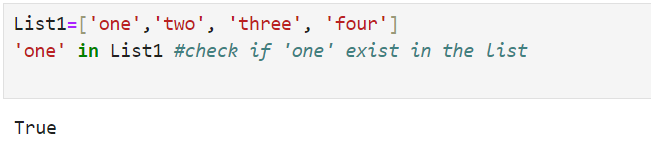 List1=['one','two', 'three', 'four']
'one' in List1 #check if 'one' exist in the list
True